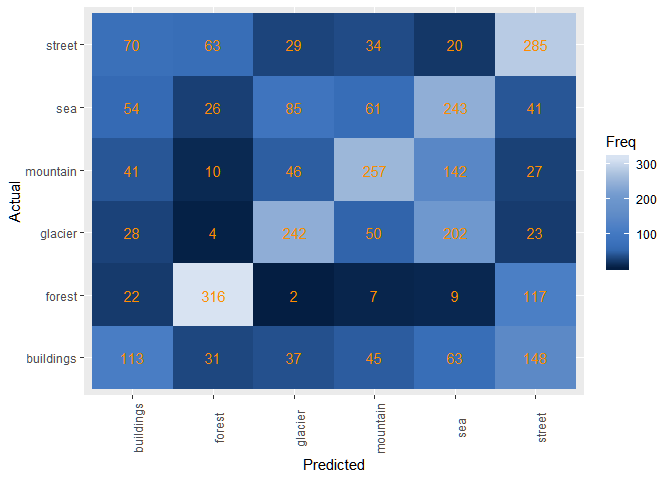 street 70 63 29 34 20 285
sea 54 26 85 61 243 41
mountain 41 10 46 257 142 27
glacier 28 4 242 50 202 23
forest 22 316 2 7 9 117
buildings 113 31 37 45 63 148
buildings forest glacier mountain sea street
Predicted
Actual
Freq
300
200
100